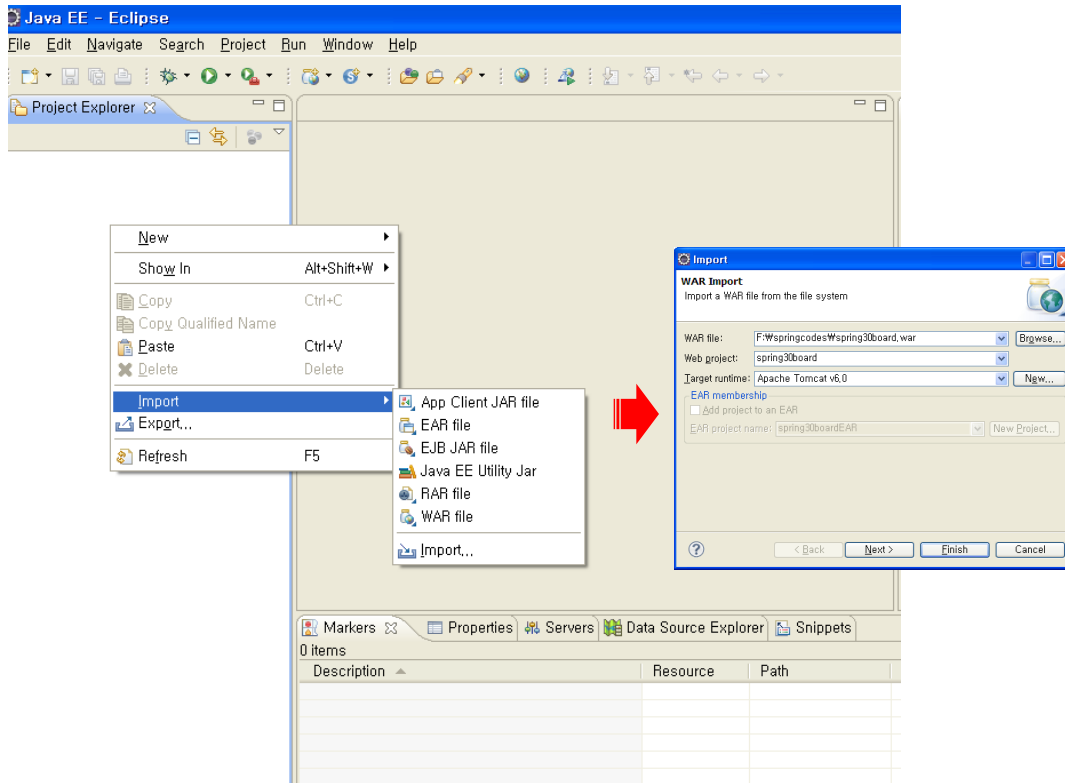 Java EE - Eclipse
File Edit Navigate Search Project Run Window Help
Project Explorer
New
Show In Alt+Shift+W
Copy Ctrl+C
Copy Qualified Name
Paste Ctrl+V
Delete Delete
Import
Export...
Refresh F5
App Client JAR file
EAR file
EJB JAR file
Java EE Utility Jar
RAR file
WAR file
Import...
Import
WAR Import
Import a WAR file from the file system
WAR file: F:₩springcodes₩spring30board.war Browse...
Web project: spring30board
Target runtime: Apache Tomcat v6.0 New...
EAR membership
Add project to an EAR
EAR project name: spring30boardEAR New Project...
< Back Next > Finish Cancel
Markers Properties Servers Data Source Explorer Snippets
0 items
Description Resource Path